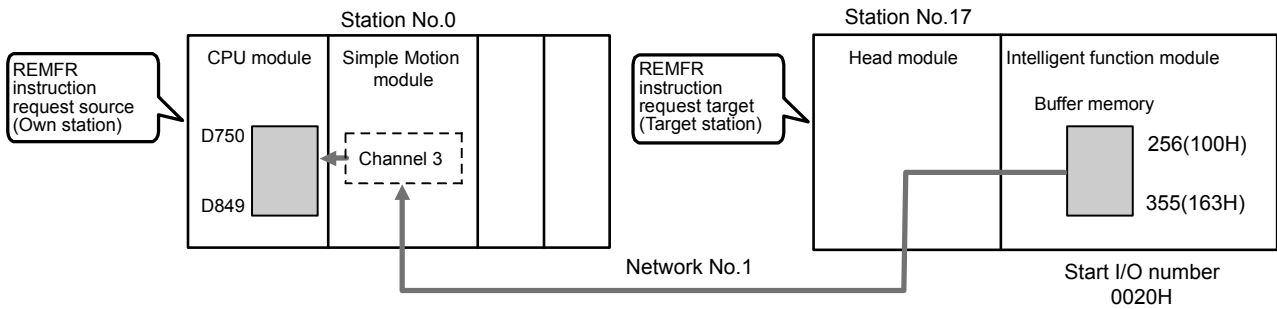 Station No.0
Station No.17
REMFR
instruction
request source
(Own station)
CPU module
Simple Motion
module
D750
D849
Channel 3
REMFR
instruction
request target
(Target station)
Head module
Intelligent function module
Buffer memory
256(100H)
355(163H)
Network No.1
Start I/O number
0020H